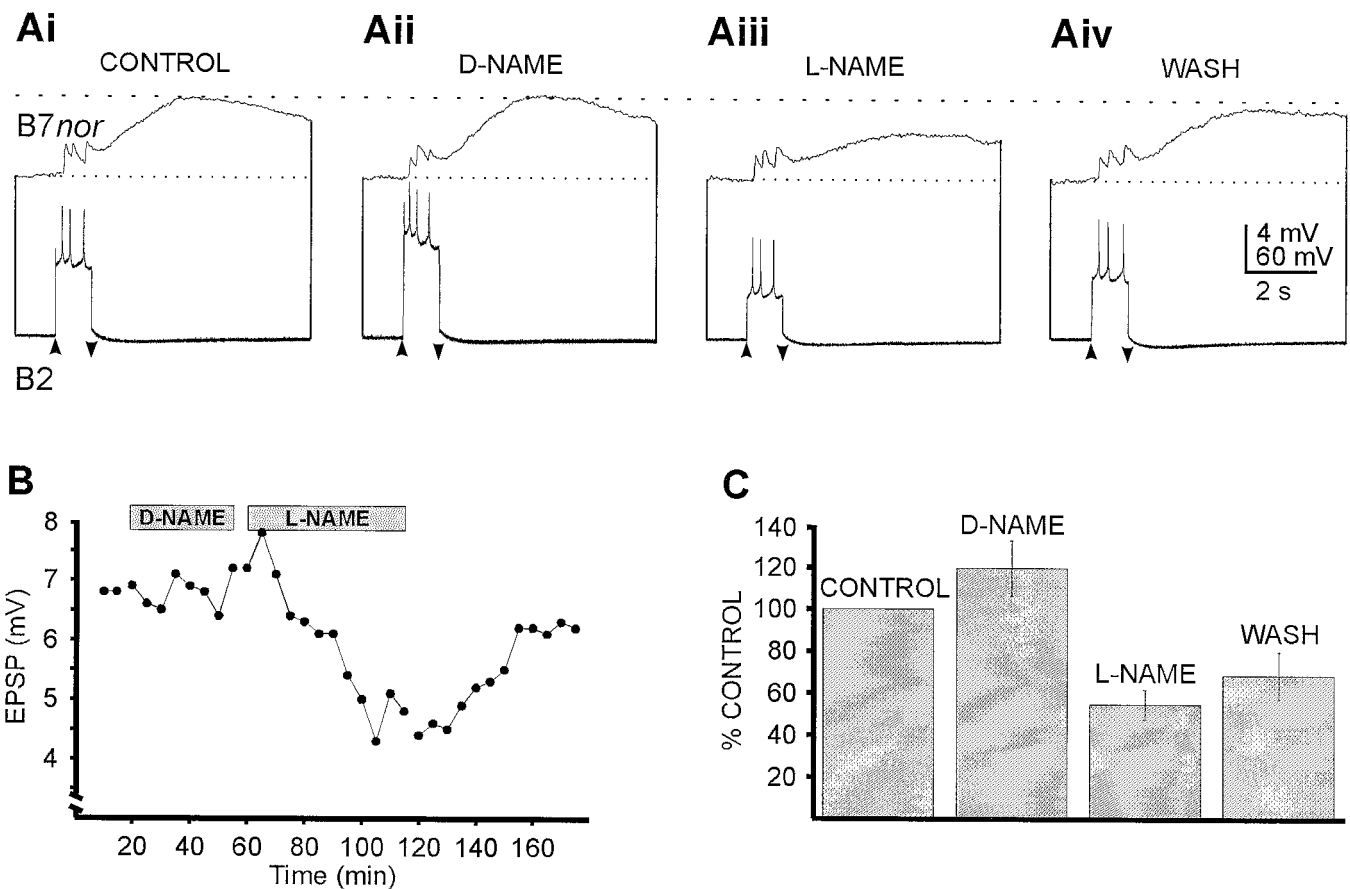 Ai
Aii
Aiii
Aiv
CONTROL
D-NAME
L-NAME
WASH
B7nor
4 mV
60 mV
2 s
B2
B
D-NAME
L-NAME
8
7
6
5
4
EPSP (mV)
20
40
60
80
100
120
140
160
Time (min)
C
140
120
100
80
60
40
20
% CONTROL
CONTROL
D-NAME
L-NAME
WASH